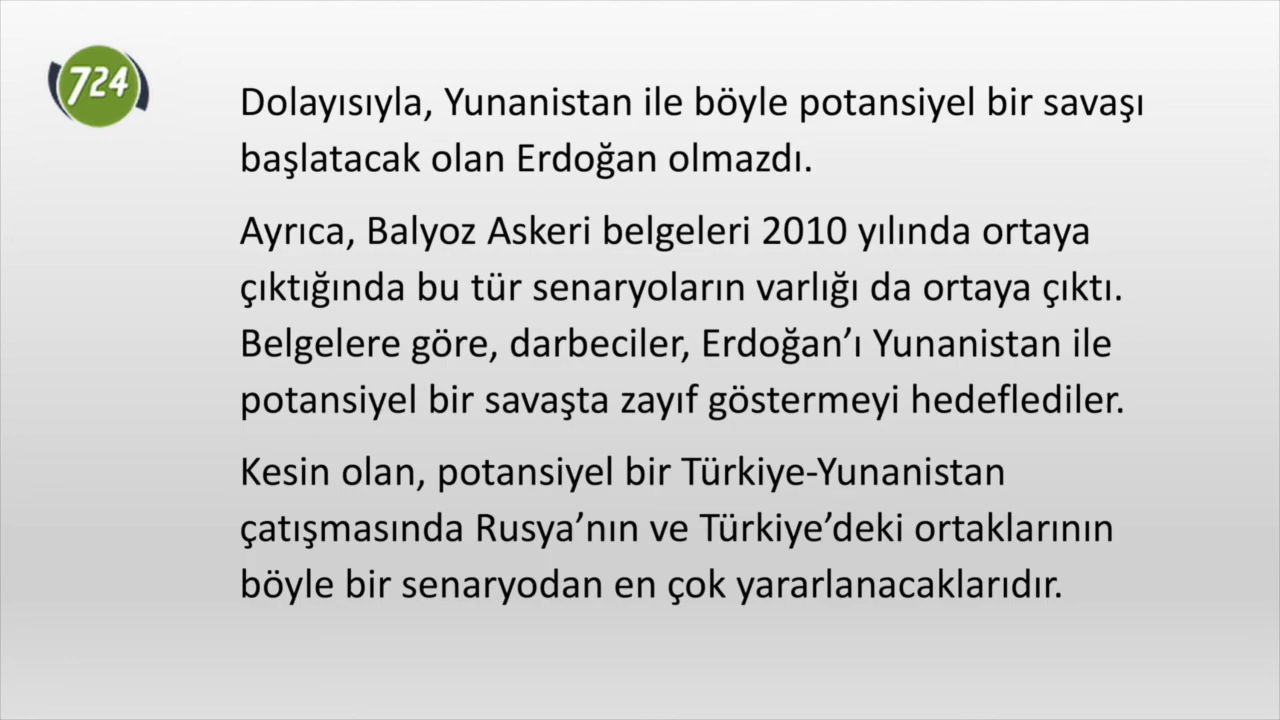 724
Dolayısıyla, Yunanistan ile böyle potansiyel bir savaşı
başlatacak olan Erdoğan olmazdı.
Ayrıca, Balyoz Askeri belgeleri 2010 yılında ortaya
çıktığında bu tür senaryoların varlığı da ortaya çıktı.
Belgelere göre, darbeciler, Erdoğan’ı Yunanistan ile
potansiyel bir savaşta zayıf göstermeyi hedeflediler.
Kesin olan, potansiyel bir Türkiye-Yunanistan
çatışmasında Rusya’nın ve Türkiye’deki ortaklarının
böyle bir senaryodan en çok yararlanacaklarıdır.